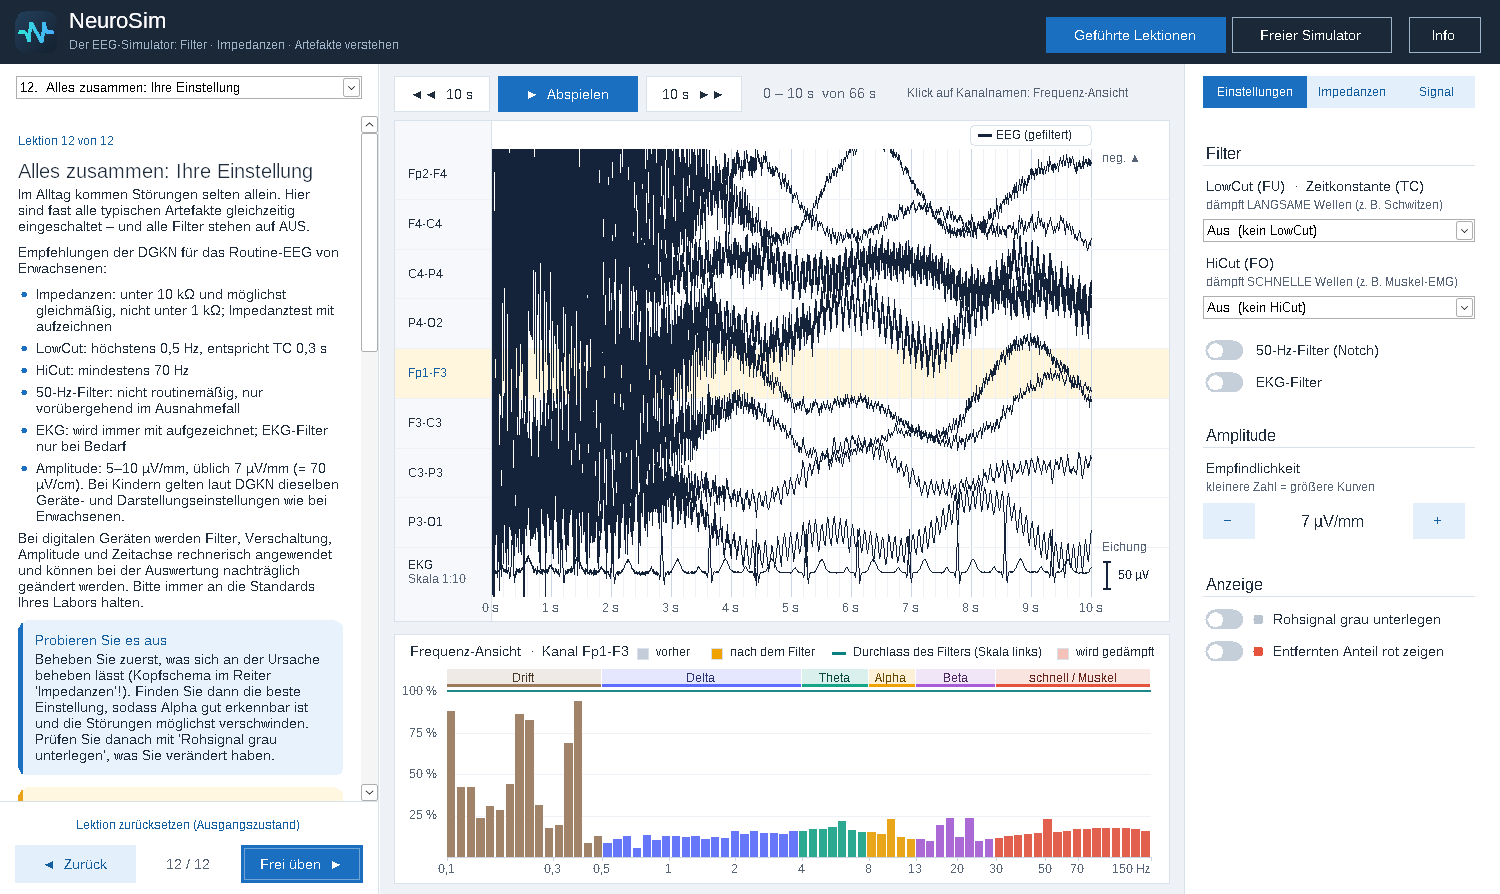 NeuroSim
Der EEG-Simulator: Filter · Impedanzen · Artefakte verstehen
Geführte Lektionen
Freier Simulator
Info
12.  Alles zusammen: Ihre Einstellung
Lektion 12 von 12
Alles zusammen: Ihre Einstellung
Im Alltag kommen Störungen selten allein. Hier
sind fast alle typischen Artefakte gleichzeitig
eingeschaltet – und alle Filter stehen auf AUS.
Empfehlungen der DGKN für das Routine-EEG von
Erwachsenen:
Impedanzen: unter 10 kΩ und möglichst
gleichmäßig, nicht unter 1 kΩ; Impedanztest mit
aufzeichnen
LowCut: höchstens 0,5 Hz, entspricht TC 0,3 s
HiCut: mindestens 70 Hz
50-Hz-Filter: nicht routinemäßig, nur
vorübergehend im Ausnahmefall
EKG: wird immer mit aufgezeichnet; EKG-Filter
nur bei Bedarf
Amplitude: 5–10 µV/mm, üblich 7 µV/mm (= 70
µV/cm). Bei Kindern gelten laut DGKN dieselben
Geräte- und Darstellungseinstellungen wie bei
Erwachsenen.
Bei digitalen Geräten werden Filter, Verschaltung,
Amplitude und Zeitachse rechnerisch angewendet
und können bei der Auswertung nachträglich
geändert werden. Bitte immer an die Standards
Ihres Labors halten.
Probieren Sie es aus
Beheben Sie zuerst, was sich an der Ursache
beheben lässt (Kopfschema im Reiter
'Impedanzen'!). Finden Sie dann die beste
Einstellung, sodass Alpha gut erkennbar ist
und die Störungen möglichst verschwinden.
Prüfen Sie danach mit 'Rohsignal grau
unterlegen', was Sie verändert haben.
Lektion zurücksetzen (Ausgangszustand)
◄ Zurück
12 / 12
Frei üben ►
◄◄ 10 s
► Abspielen
10 s ►►
0 – 10 s von 66 s
Klick auf Kanalnamen: Frequenz-Ansicht
EEG (gefiltert)
neg. ▲
Fp2-F4
F4-C4
C4-P4
P4-O2
Fp1-F3
F3-C3
C3-P3
P3-O1
EKG
Skala 1:10
Eichung
50 µV
0 s
1 s
2 s
3 s
4 s
5 s
6 s
7 s
8 s
9 s
10 s
Frequenz-Ansicht · Kanal Fp1-F3
vorher
nach dem Filter
Durchlass des Filters (Skala links)
wird gedämpft
Drift
Delta
Theta
Alpha
Beta
schnell / Muskel
100 %
75 %
50 %
25 %
0,1
0,3
0,5
1
2
4
8
13
20
30
50
70
150 Hz
Einstellungen
Impedanzen
Signal
Filter
LowCut (FU) · Zeitkonstante (TC)
dämpft LANGSAME Wellen (z. B. Schwitzen)
Aus (kein LowCut)
HiCut (FO)
dämpft SCHNELLE Wellen (z. B. Muskel-EMG)
Aus (kein HiCut)
50-Hz-Filter (Notch)
EKG-Filter
Amplitude
Empfindlichkeit
kleinere Zahl = größere Kurven
−
7 µV/mm
+
Anzeige
Rohsignal grau unterlegen
Entfernten Anteil rot zeigen